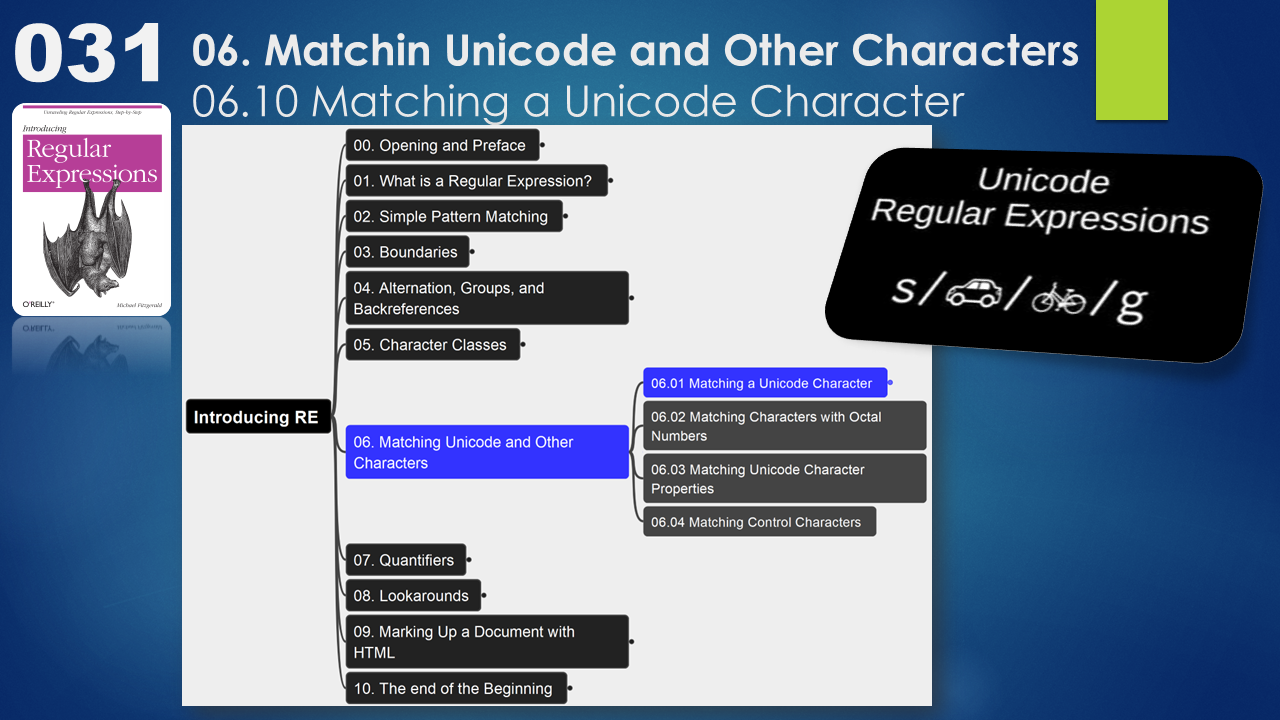 031
06. Matchin Unicode and Other Characters
06.10 Matching a Unicode Character
Unraveling Regular Expressions, Step-by-Step
Introducing
Regular
Expressions
O'REILLY
Michael Fitzgerald
Introducing RE
00. Opening and Preface
01. What is a Regular Expression?
02. Simple Pattern Matching
03. Boundaries
04. Alternation, Groups, and
Backreferences
05. Character Classes
06. Matching Unicode and Other
Characters
06.01 Matching a Unicode Character
06.02 Matching Characters with Octal
Numbers
06.03 Matching Unicode Character
Properties
06.04 Matching Control Characters
07. Quantifiers
08. Lookarounds
09. Marking Up a Document with
HTML
10. The end of the Beginning
Unicode
Regular Expressions
s/🚗/🚲/g